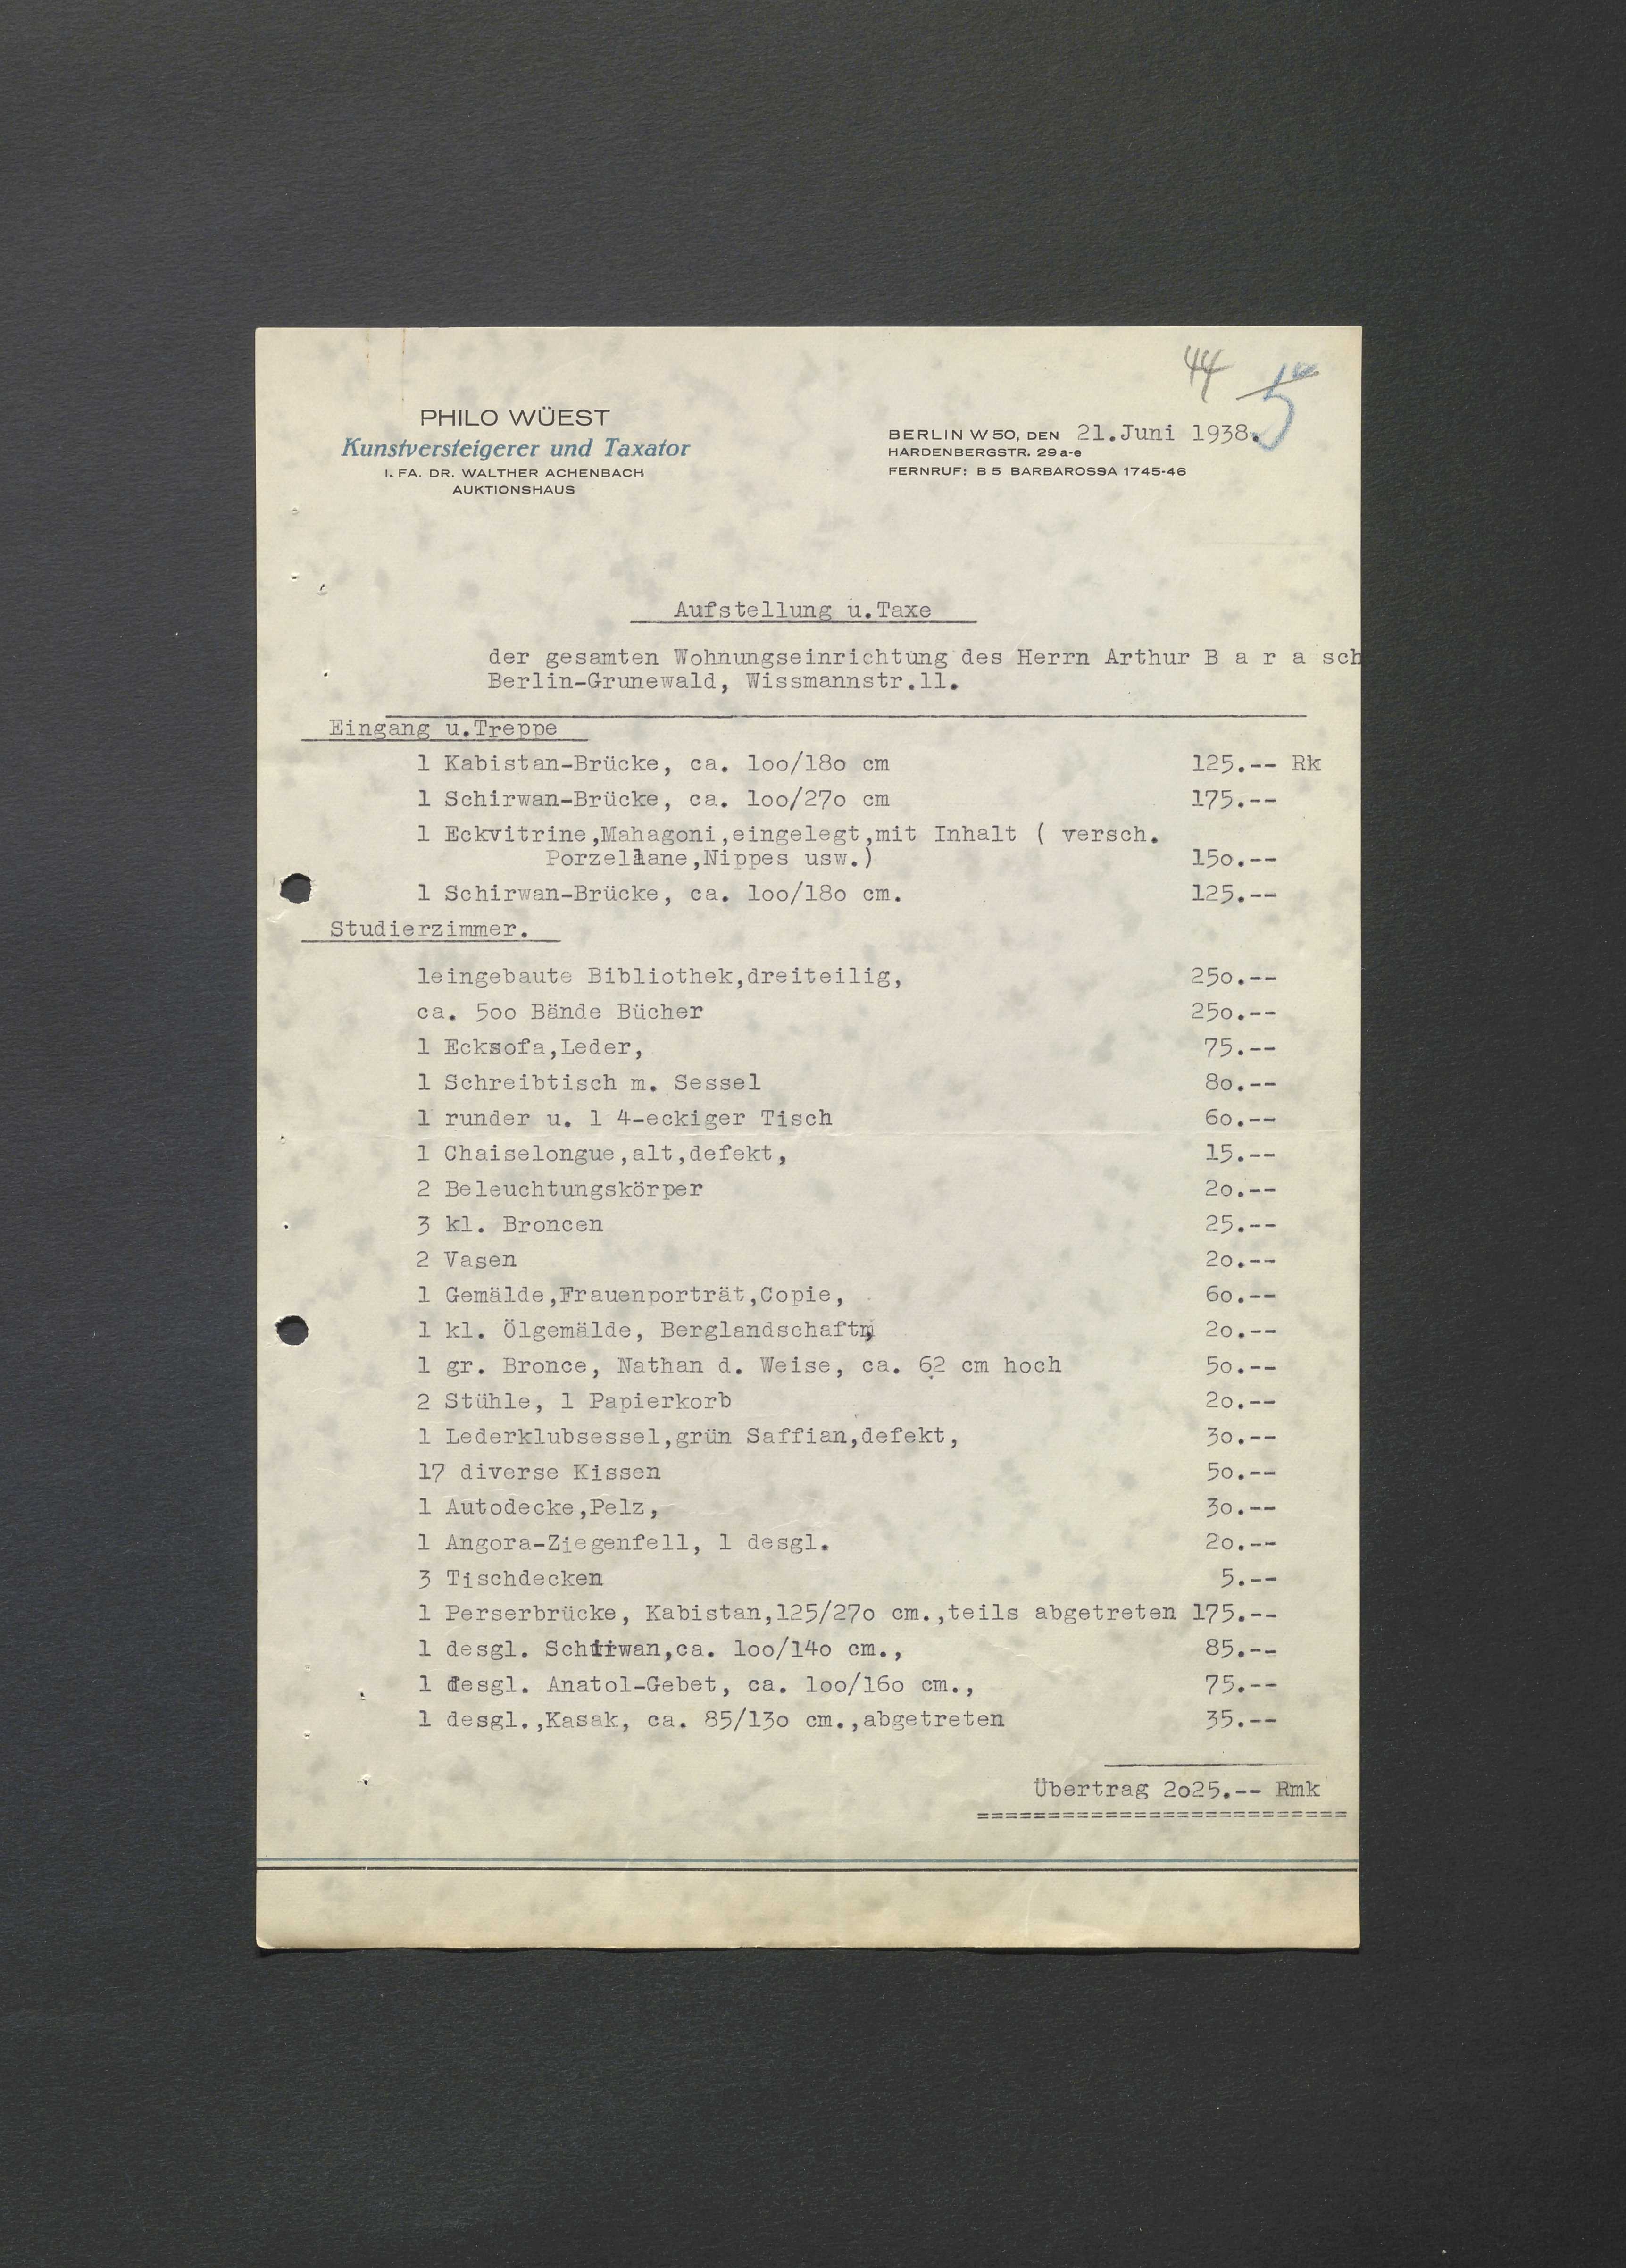 44
PHILO WÜEST
Kunstversteigerer und Taxator
I. FA. DR. WALTHER ACHENBACH
AUKTIONSHAUS
BERLIN W 50, DEN 21.Juni 1938.
HARDENBERGSTR. 29 a-e
FERNRUF: B 5 BARBAROSSA 1745-46
Aufstellung u.Taxe
der gesamten Wohnungseinrichtung des Herrn Arthur B a r a sch
Berlin-Grunewald, Wissmannstr.11.
Eingang u.Treppe
1 Kabistan-Brücke, ca. 1oo/18o cm 125.-- Rk
1 Schirwan-Brücke, ca. 1oo/27o cm 175.--
1 Eckvitrine,Mahagoni,eingelegt,mit Inhalt ( versch.
Porzellane,Nippes usw.) 15o.--
1 Schirwan-Brücke, ca. 1oo/18o cm. 125.--
Studierzimmer.
1eingebaute Bibliothek,dreiteilig, 25o.--
ca. 5oo Bände Bücher 25o.--
1 Ecksofa,Leder, 75.--
1 Schreibtisch m. Sessel 8o.--
1 runder u. 1 4-eckiger Tisch 6o.--
1 Chaiselongue,alt,defekt, 15.--
2 Beleuchtungskörper 2o.--
3 kl. Broncen 25.--
2 Vasen 2o.--
1 Gemälde,Frauenporträt,Copie, 6o.--
1 kl. Ölgemälde, Berglandschaft, 2o.--
1 gr. Bronce, Nathan d. Weise, ca. 62 cm hoch 5o.--
2 Stühle, 1 Papierkorb 2o.--
1 Lederklubsessel,grün Saffian,defekt, 3o.--
17 diverse Kissen 5o.--
1 Autodecke,Pelz, 3o.--
1 Angora-Ziegenfell, 1 desgl. 2o.--
3 Tischdecken 5.--
1 Perserbrücke, Kabistan,125/27o cm.,teils abgetreten 175.--
1 desgl. Schirwan,ca. 1oo/14o cm., 85.--
1 desgl. Anatol-Gebet, ca. 1oo/16o cm., 75.--
1 desgl.,Kasak, ca. 85/13o cm.,abgetreten 35.--
Übertrag 2o25.-- Rmk
==========================